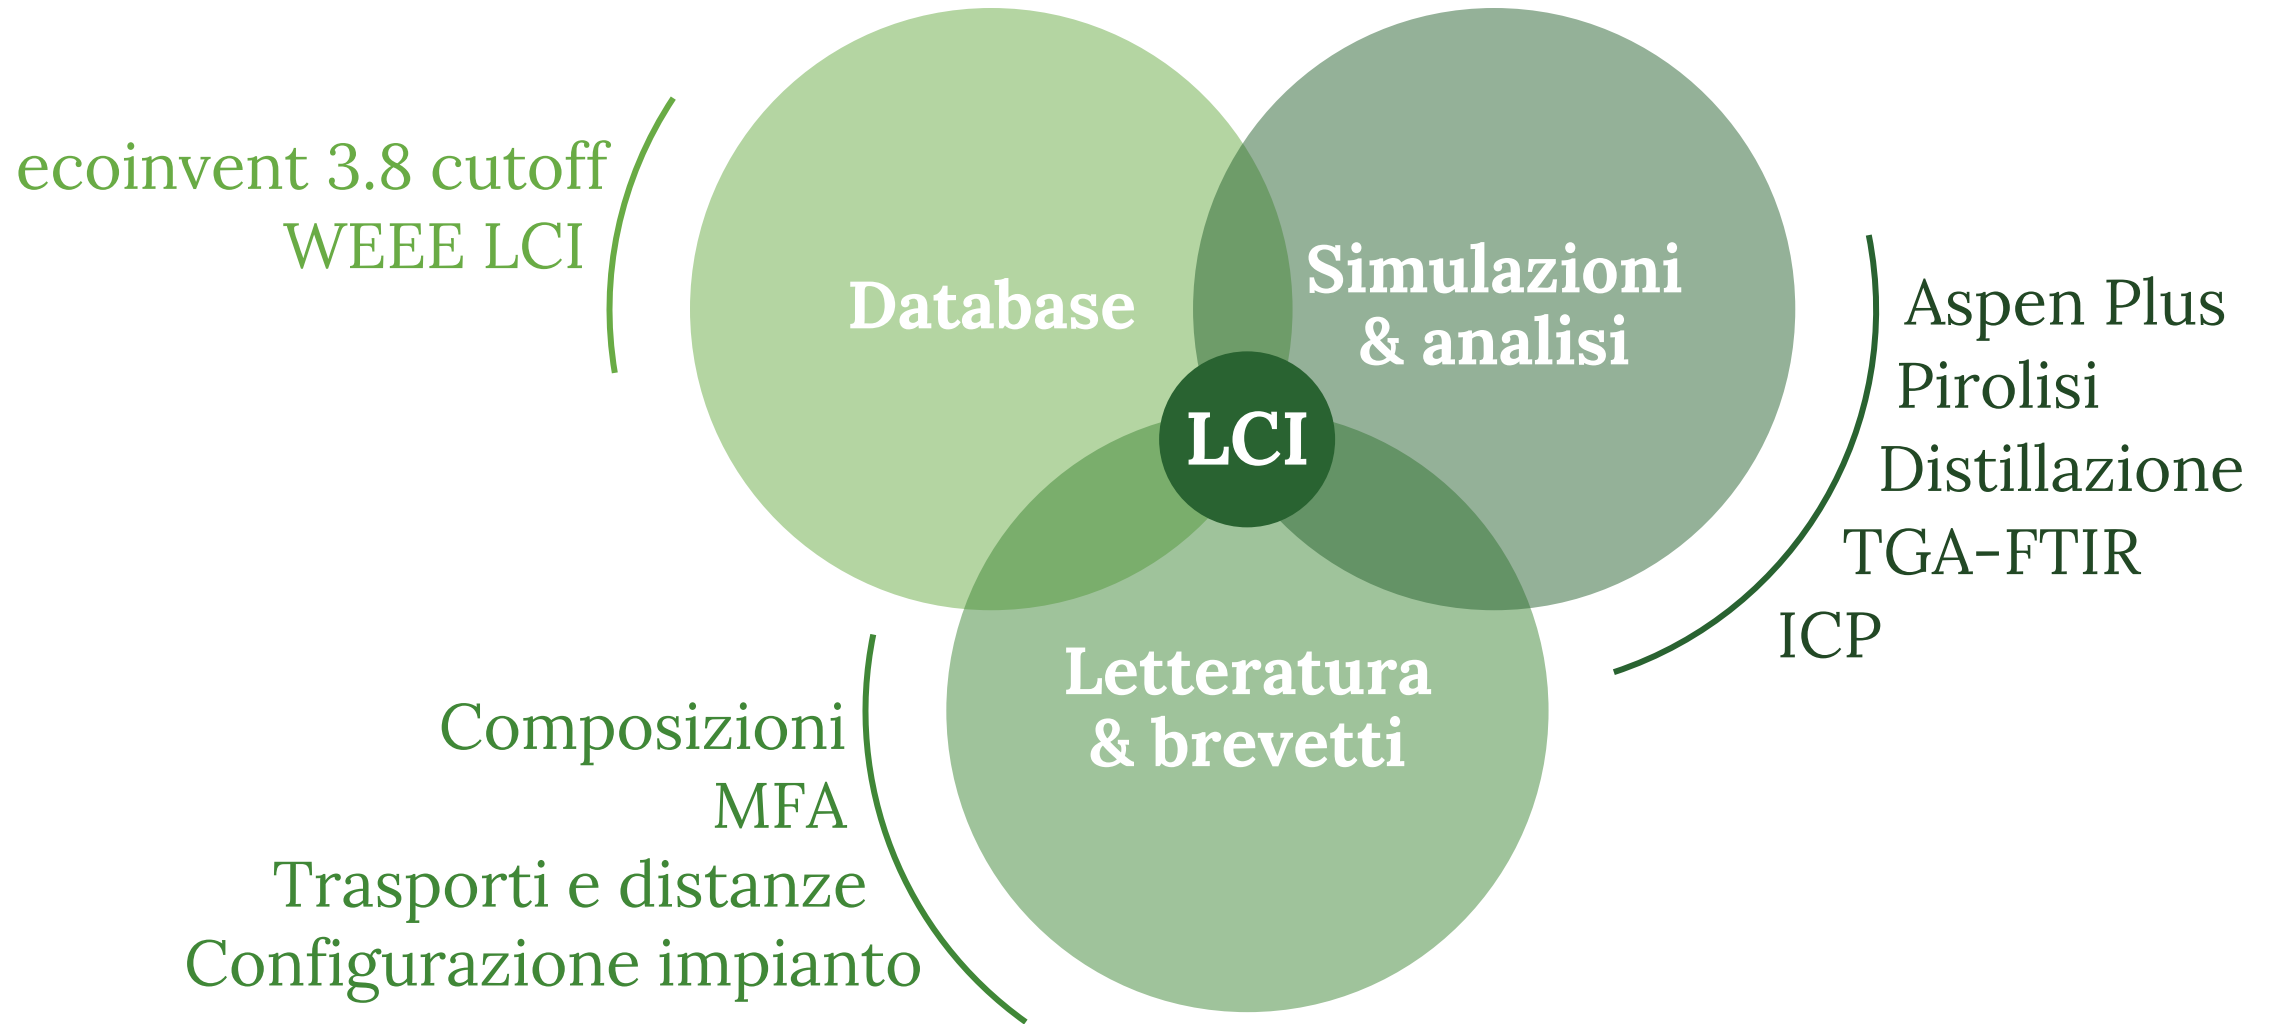 ecoinvent 3.8 cutoff
WEEE LCI
Database
Simulazioni
& analisi
Aspen Plus
Pirolisi
Distillazione
TGA-FTIR
ICP
LCI
Letteratura
& brevetti
Composizioni
MFA
Trasporti e distanze
Configurazione impianto